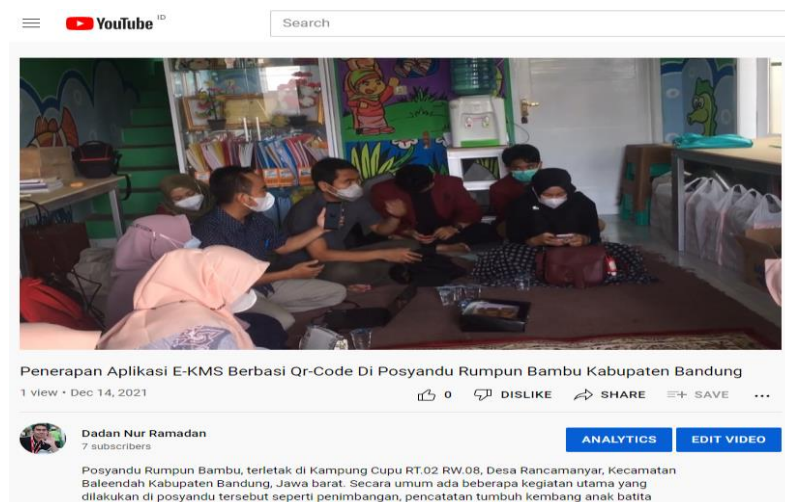 YouTube ID
Search
Penerapan Aplikasi E-KMS Berbasi Qr-Code Di Posyandu Rumpun Bambu Kabupaten Bandung
1 view • Dec 14, 2021
0 DISLIKE SHARE SAVE ...
Dadan Nur Ramadan
7 subscribers
ANALYTICS EDIT VIDEO
Posyandu Rumpun Bambu, terletak di Kampung Cupu RT.02 RW.08, Desa Rancamanyar, Kecamatan
Baleendah Kabupaten Bandung, Jawa barat. Secara umum ada beberapa kegiatan utama yang
dilakukan di posyandu tersebut seperti penimbangan, pencatatan tumbuh kembang anak batita